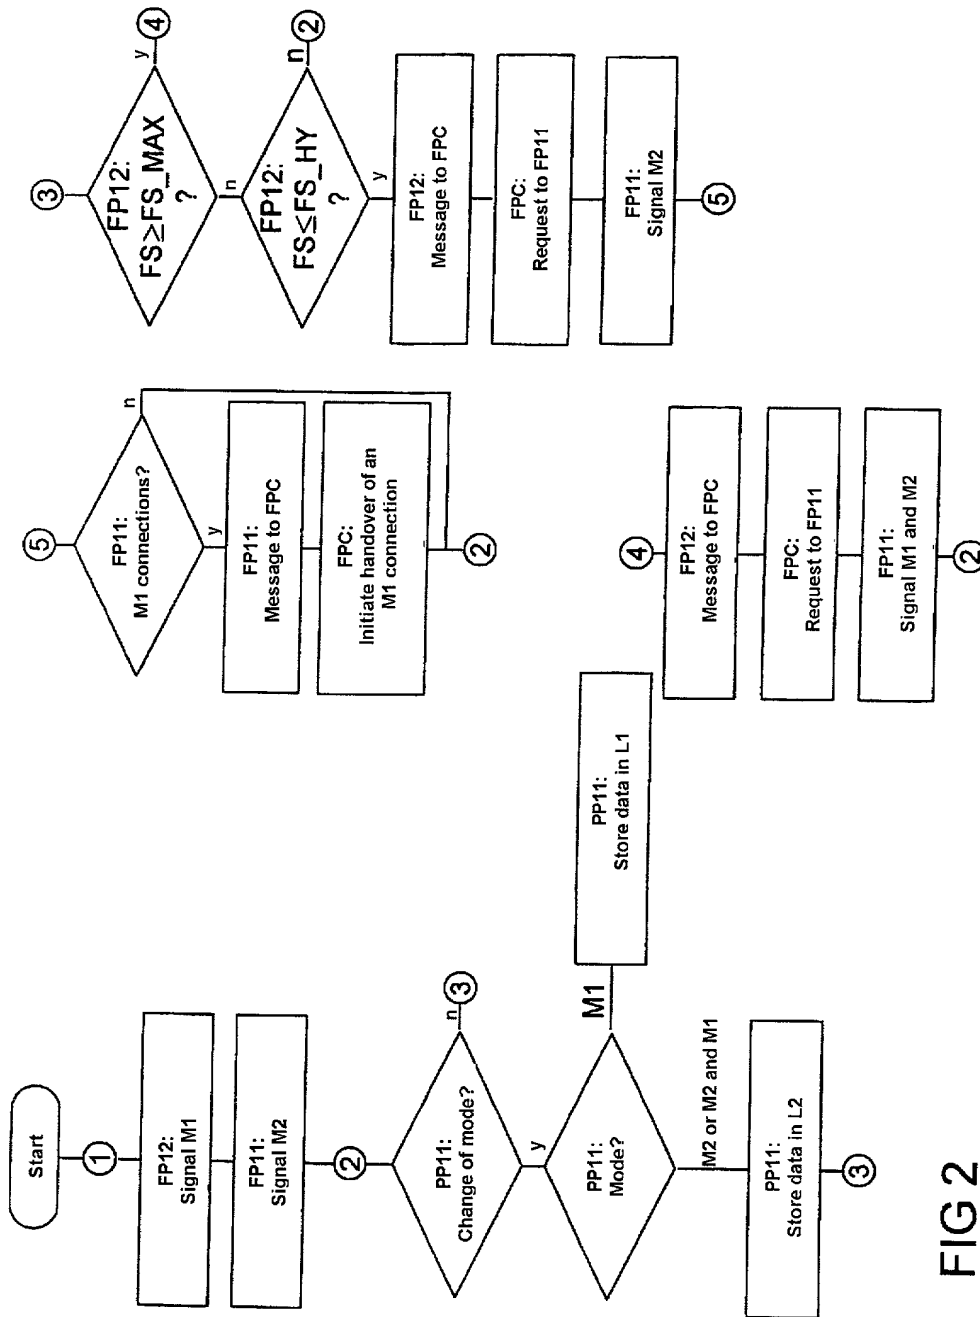 Start
1
FP12:
Signal M1
FP11:
Signal M2
2
PP11:
Change of mode?
n
3
y
PP11:
Mode?
M1
PP11:
Store data in L1
M2 or M2 and M1
PP11:
Store data in L2
3
5
FP11:
M1 connections?
n
y
FP11:
Message to FPC
FPC:
Initiate handover of an
M1 connection
2
4
FP12:
Message to FPC
FPC:
Request to FP11
FP11:
Signal M1 and M2
2
3
FP12:
FS≥FS_MAX
?
y
4
n
FP12:
FS≤FS_HY
?
n
2
y
FP12:
Message to FPC
FPC:
Request to FP11
FP11:
Signal M2
5
FIG 2